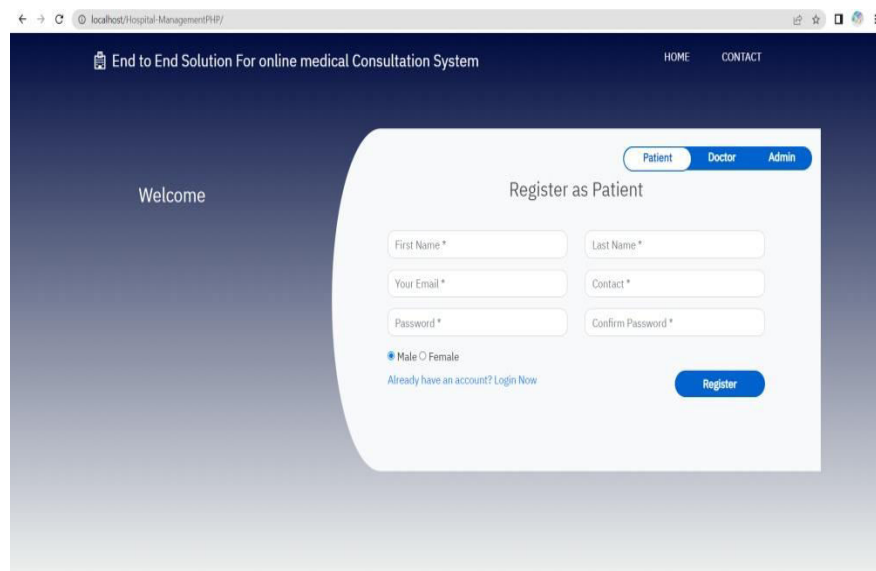 localhost/Hospital-ManagementPHP/
End to End Solution For online medical Consultation System
HOME CONTACT
Patient Doctor Admin
Welcome
Register as Patient
First Name * Last Name *
Your Email * Contact *
Password * Confirm Password *
Male Female
Already have an account? Login Now
Register